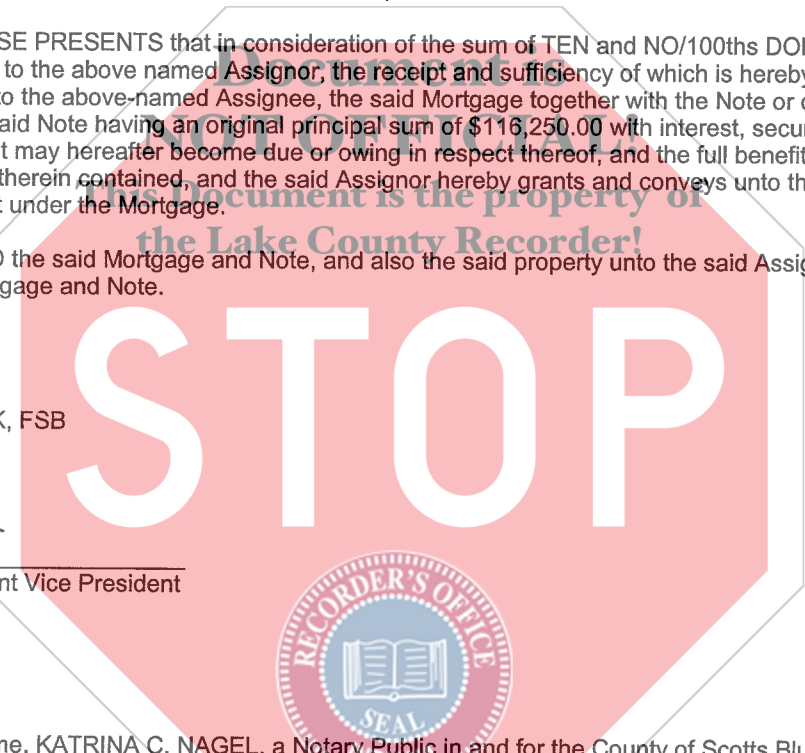 SE PRESENTS that in consideration of the sum of TEN and NO/100ths DOL
Document is
to the above named Assignor, the receipt and sufficiency of which is hereby
to the above-named Assignee, the said Mortgage together with the Note or o
NOT OFFICIAL!
aid Note having an original principal sum of $116,250.00 with interest, secur
t may hereafter become due or owing in respect thereof, and the full benefit
therein contained, and the said Assignor hereby grants and conveys unto th
This Document is the property of
t under the Mortgage.
the Lake County Recorder!
O the said Mortgage and Note, and also the said property unto the said Assig
gage and Note.
STOP
K, FSB
nt Vice President
RECORDER'S OFFICE
SEAL
me, KATRINA C. NAGEL, a Notary Public in and for the County of Scotts Blu